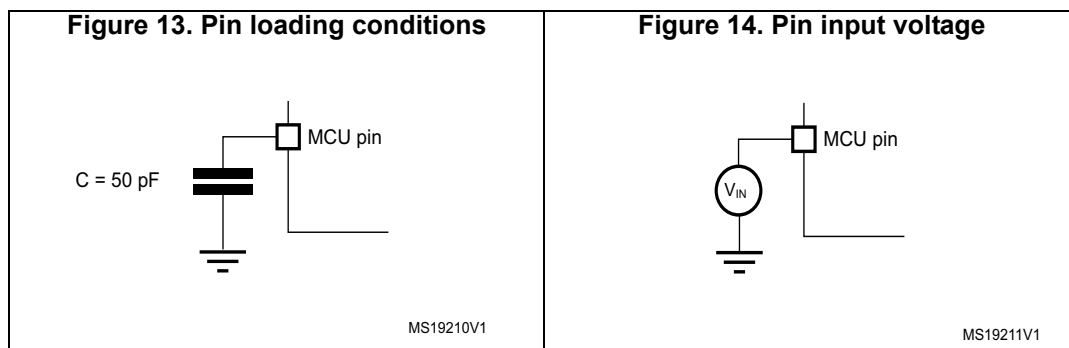 Figure 13. Pin loading conditions
MCU pin
C = 50 pF
MS19210V1
Figure 14. Pin input voltage
MCU pin
VIN
MS19211V1